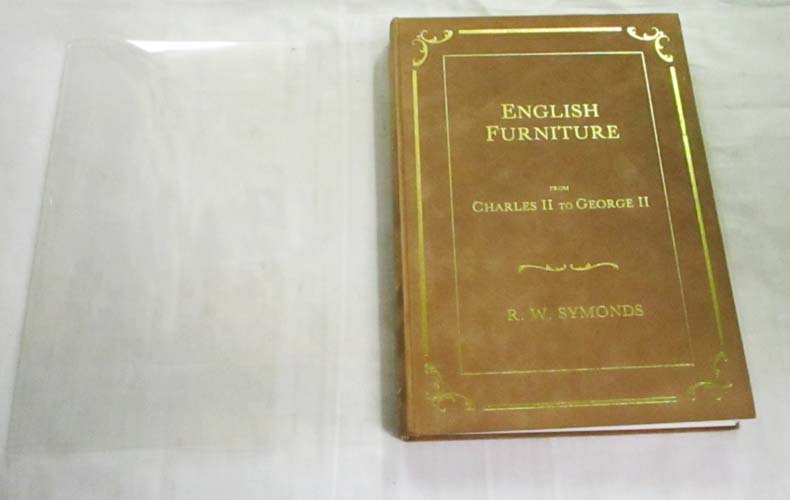 ENGLISH
FURNITURE
FROM
CHARLES II TO GEORGE II
R. W. SYMONDS